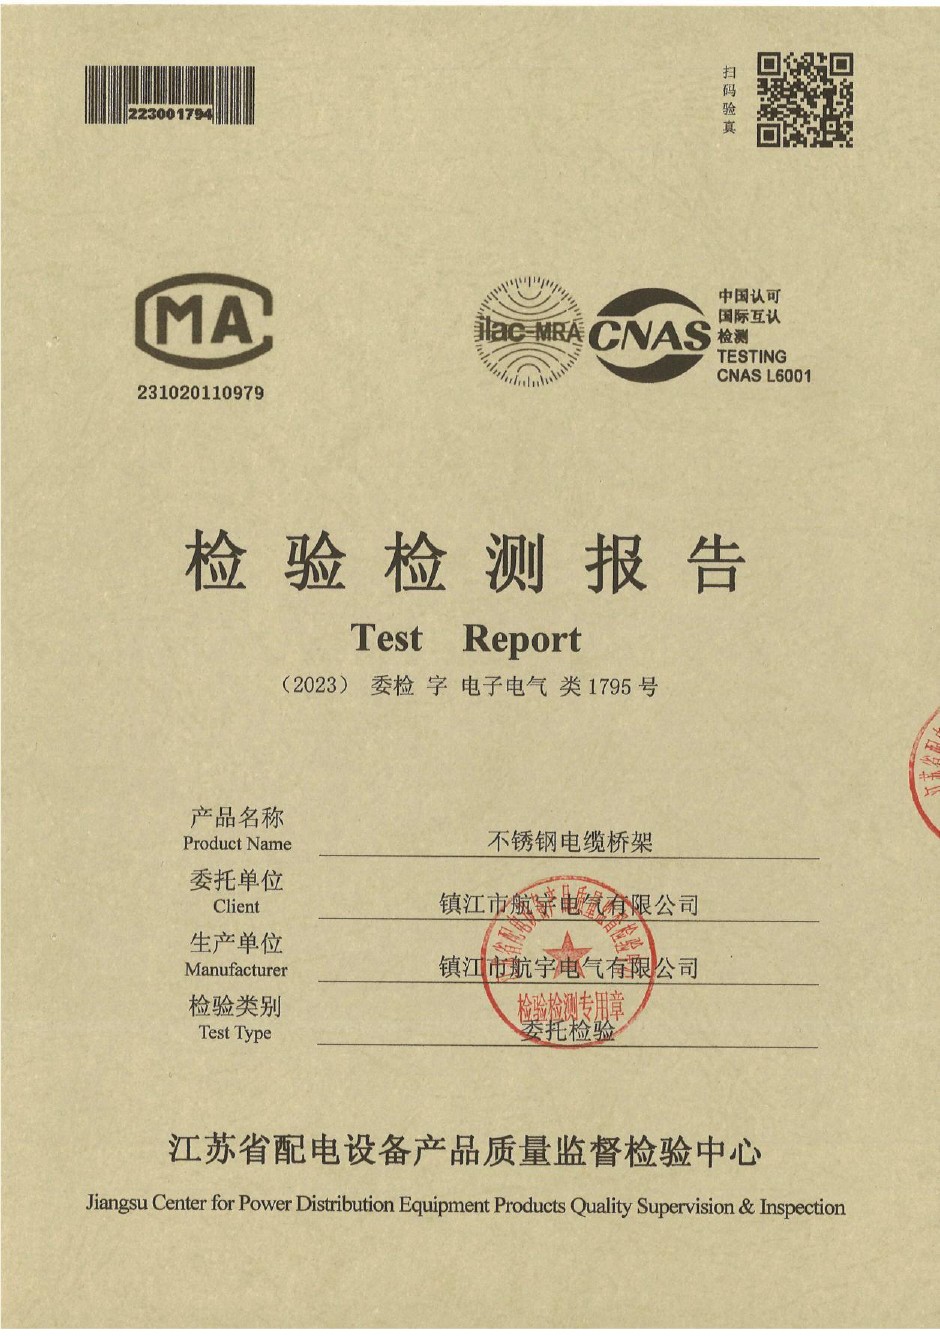 223001794
扫码验真
MA
231020110979
ilac-MRA
CNAS
中国认可
国际互认
检测
TESTING
CNAS L6001
检验检测报告
Test Report
(2023) 委检 字 电子电气 类 1795 号
产品名称
Product Name
不锈钢电缆桥架
委托单位
Client
镇江市航宇电气有限公司
生产单位
Manufacturer
镇江市航宇电气有限公司
检验检测专用章
检验类别
Test Type
委托检验
江苏省配电设备产品质量监督检验中心
Jiangsu Center for Power Distribution Equipment Products Quality Supervision & Inspection